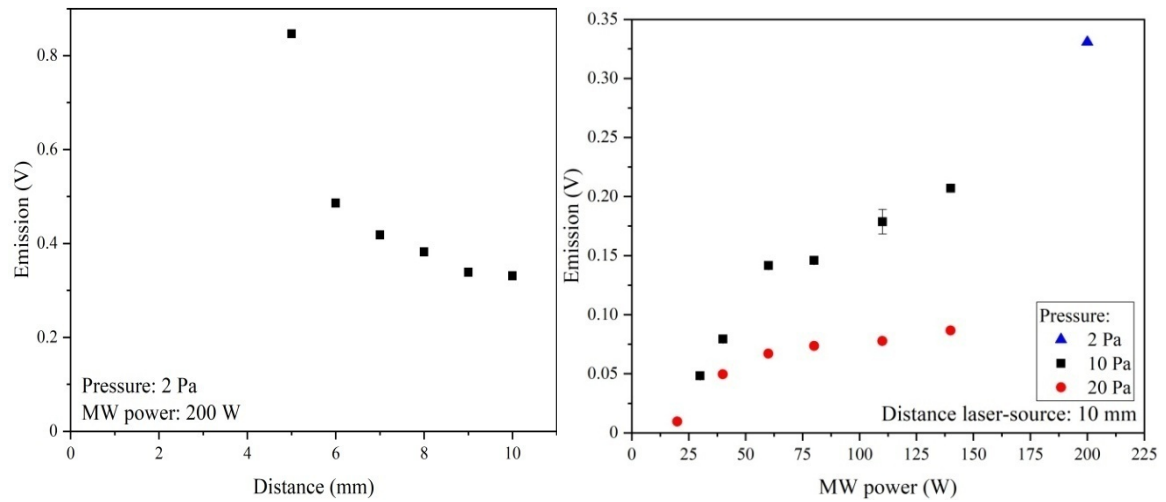 Emission (V)
0.8
0.6
0.4
0.2
0
Pressure: 2 Pa
MW power: 200 W
0 2 4 6 8 10
Distance (mm)
Emission (V)
0.35
0.30
0.25
0.20
0.15
0.10
0.05
0
Pressure:
2 Pa
10 Pa
20 Pa
Distance laser-source: 10 mm
0 25 50 75 100 125 150 175 200 225
MW power (W)